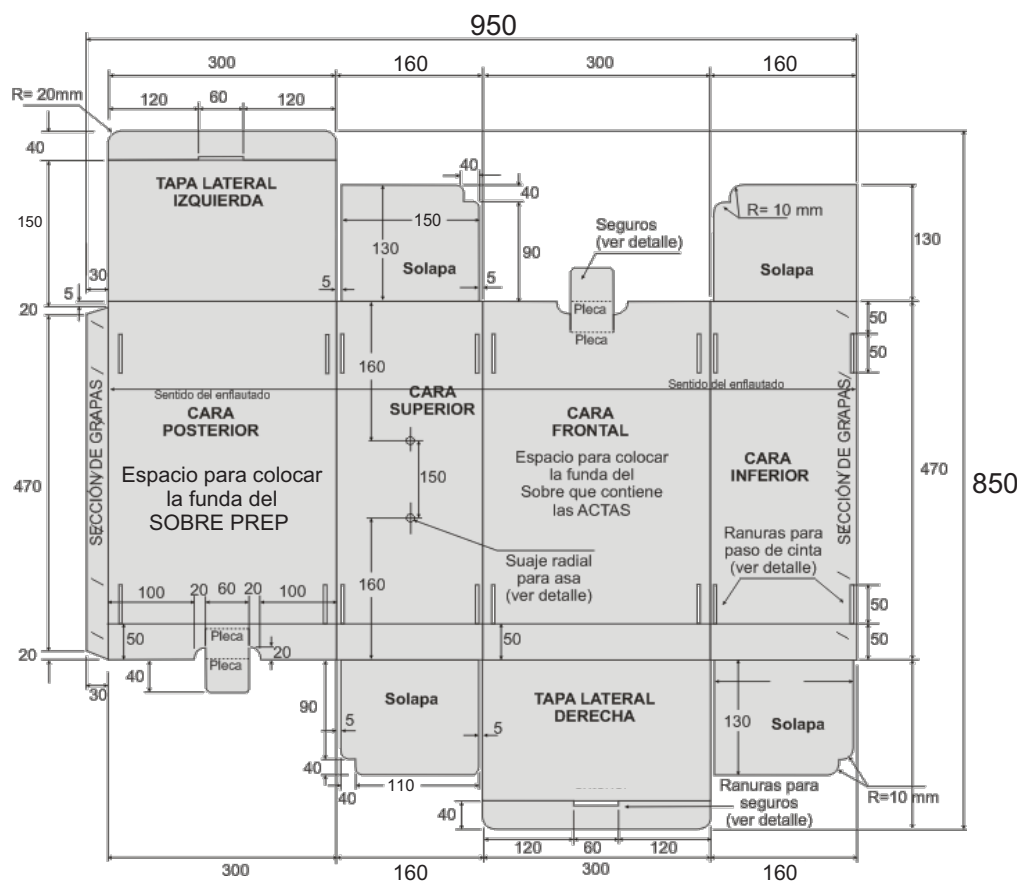 950
300
160
300
160
R= 20mm
120
60
120
40
TAPA LATERAL
IZQUIERDA
150
40
40
150
130
Solapa
90
5
5
Seguros
(ver detalle)
R= 10 mm
130
Solapa
30
5
20
Pleca
Pleca
50
50
160
Sentido del enflautado
Sentido del enflautado
SECCIÓN DE GRAPAS
CARA
POSTERIOR
Espacio para colocar
la funda del
SOBRE PREP
CARA
SUPERIOR
150
CARA
FRONTAL
Espacio para colocar
la funda del
Sobre que contiene
las ACTAS
CARA
INFERIOR
SECCIÓN DE GRAPAS
470
470
850
Suaje radial
para asa
(ver detalle)
Ranuras para
paso de cinta
(ver detalle)
160
100
20
60
20
100
50
50
Pleca
Pleca
50
20
50
20
40
30
90
Solapa
5
5
40
40
110
TAPA LATERAL
DERECHA
130
Solapa
Ranuras para
seguros
(ver detalle)
R=10 mm
40
120
60
120
300
160
300
160